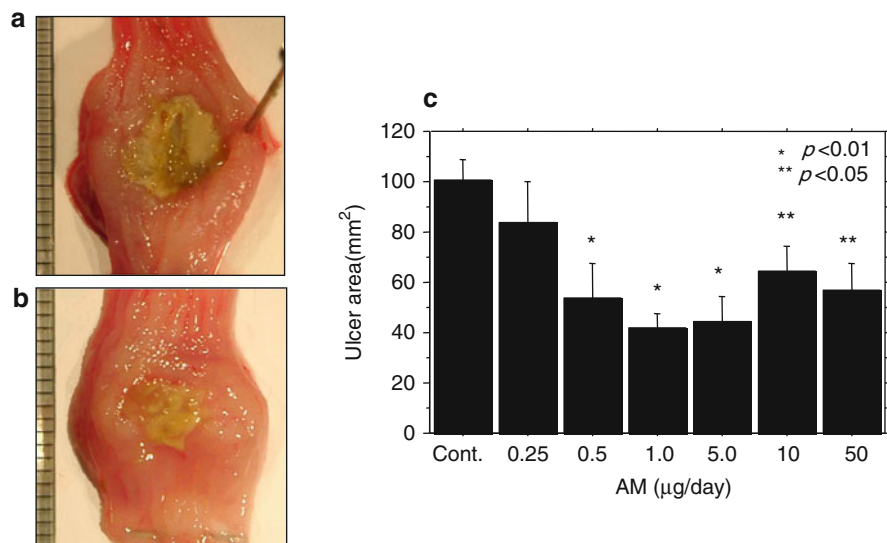 a
b
c
* p<0.01
** p<0.05
Ulcer area(mm²)
120
100
80
60
40
20
0
*
*
*
**
**
Cont. 0.25 0.5 1.0 5.0 10 50
AM (μg/day)